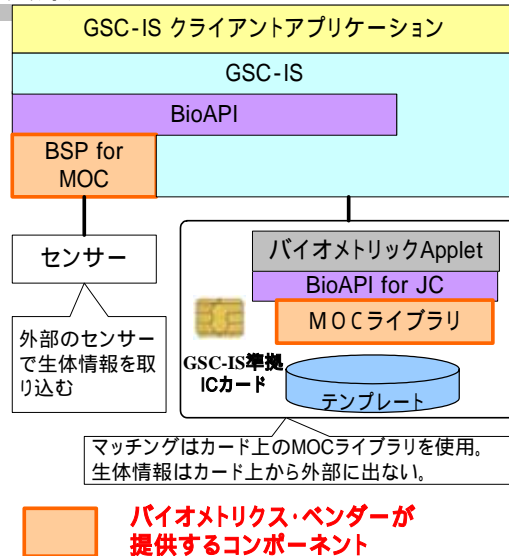 GSC-IS クライアントアプリケーション
GSC-IS
BioAPI
BSP for
MOC
センサー
外部のセンサー
で生体情報を取
り込む
バイオメトリックApplet
BioAPI for JC
MOCライブラリ
GSC-IS準拠
ICカード
テンプレート
マッチングはカード上のMOCライブラリを使用。
生体情報はカード上から外部に出ない。
バイオメトリクス・ベンダーが
提供するコンポーネント